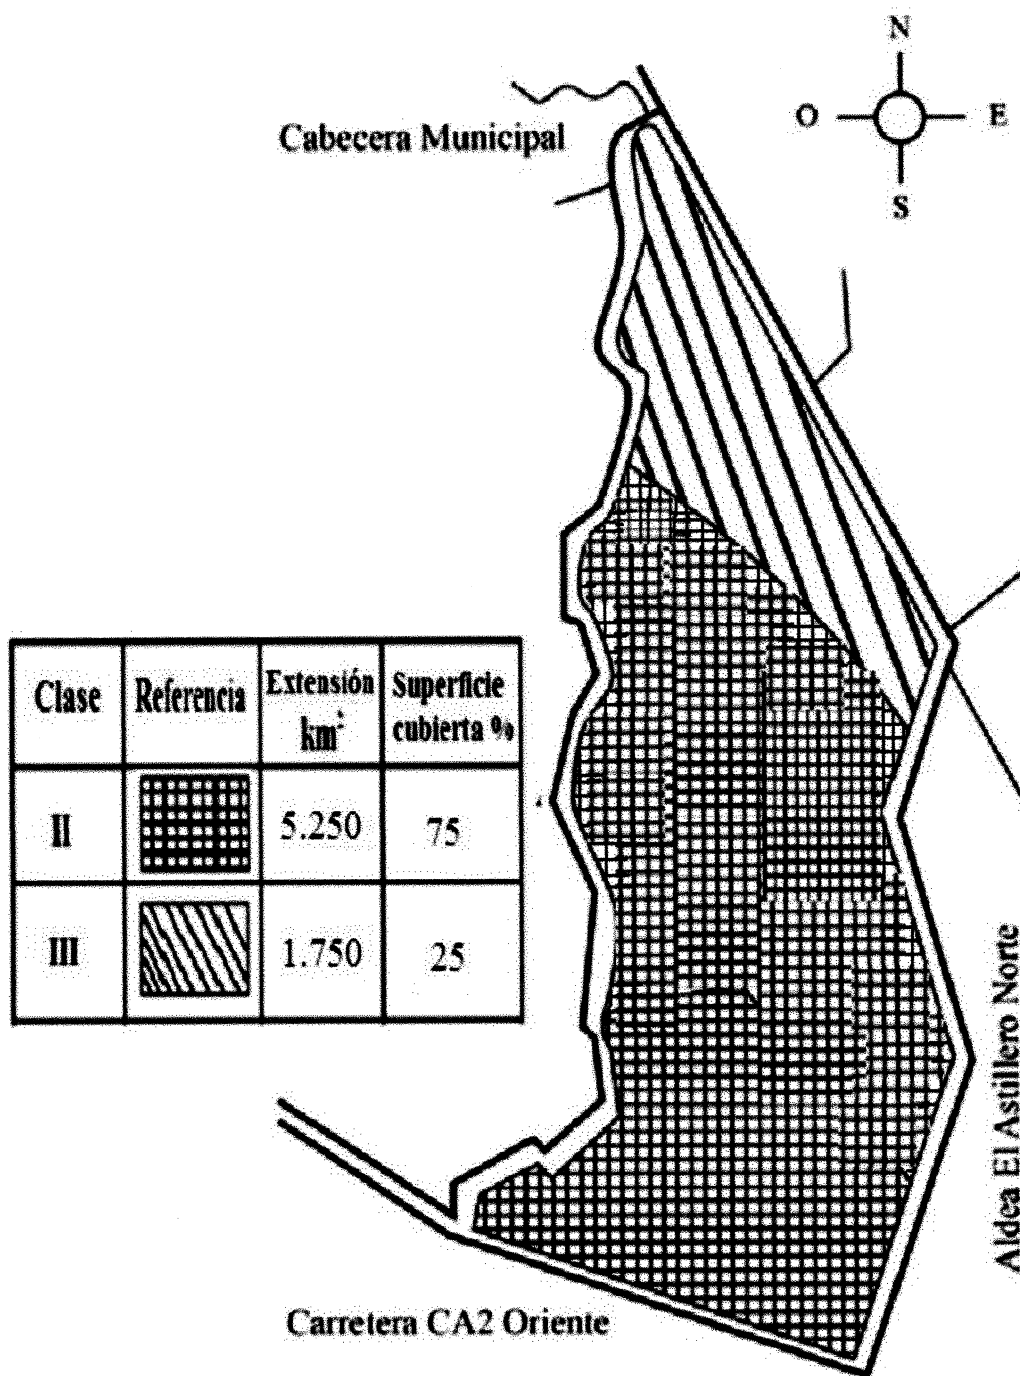 N
O E
S
Cabecera Municipal
Clase Referencia Extensión km² Superficie cubierta %
II 5.250 75
III 1.750 25
Aldea El Astillero Norte
Carretera CA2 Oriente